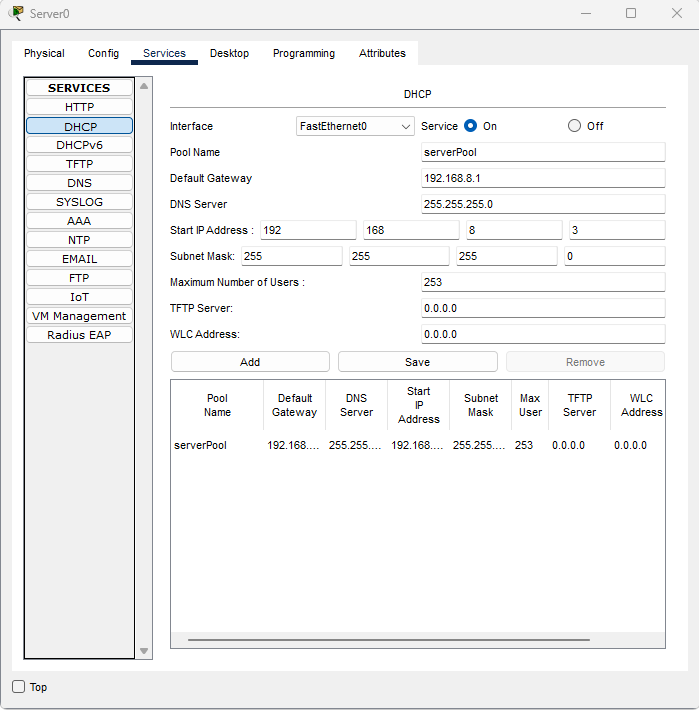 Server0
Physical Config Services Desktop Programming Attributes
SERVICES
HTTP
DHCP
DHCPv6
TFTP
DNS
SYSLOG
AAA
NTP
EMAIL
FTP
IoT
VM Management
Radius EAP
DHCP
Interface FastEthernet0 Service On Off
Pool Name serverPool
Default Gateway 192.168.8.1
DNS Server 255.255.255.0
Start IP Address : 192 168 8 3
Subnet Mask: 255 255 255 0
Maximum Number of Users : 253
TFTP Server: 0.0.0.0
WLC Address: 0.0.0.0
Add Save Remove
Pool Name Default Gateway DNS Server Start IP Address Subnet Mask Max User TFTP Server WLC Address
serverPool 192.168.... 255.255.... 192.168.... 255.255.... 253 0.0.0.0 0.0.0.0
Top